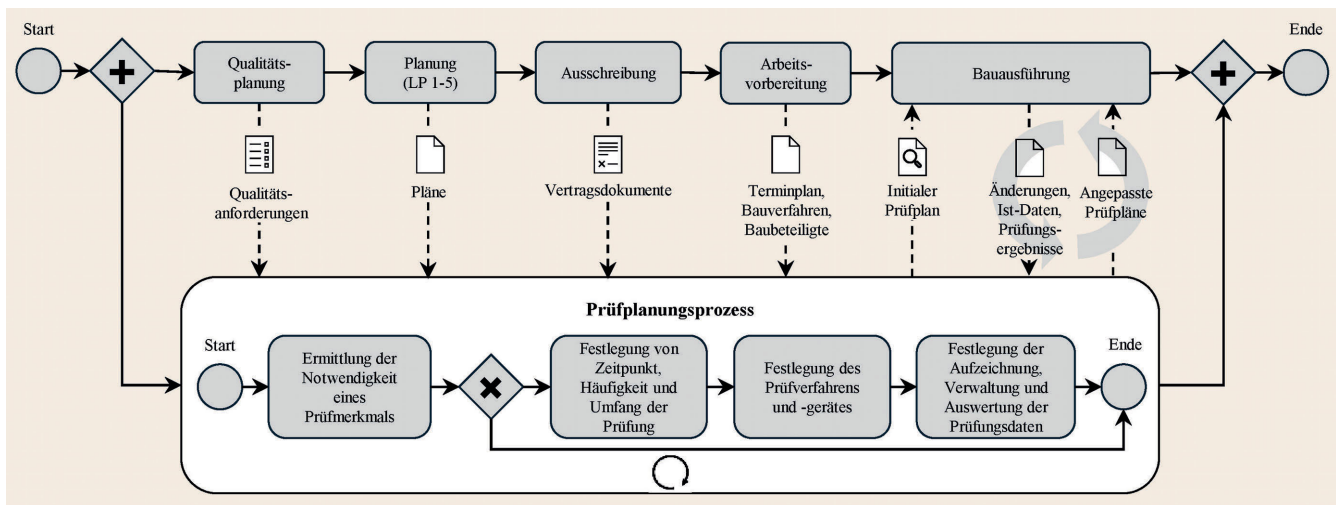 Start
Qualitäts-
planung
Planung
(LP 1-5)
Ausschreibung
Arbeits-
vorbereitung
Bauausführung
Ende
Qualitäts-
anforderungen
Pläne
Vertragsdokumente
Terminplan,
Bauverfahren,
Baubeteiligte
Initialer
Prüfplan
Änderungen,
Ist-Daten,
Prüfungs-
ergebnisse
Angepasste
Prüfpläne
Prüfplanungsprozess
Start
Ermittlung der
Notwendigkeit
eines
Prüfmerkmals
Festlegung von
Zeitpunkt,
Häufigkeit und
Umfang der
Prüfung
Festlegung des
Prüfverfahrens
und -gerätes
Festlegung der
Aufzeichnung,
Verwaltung und
Auswertung der
Prüfungsdaten
Ende